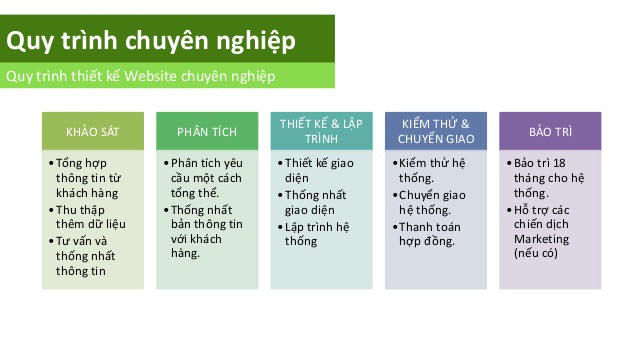 Quy trình chuyên nghiệp
Quy trình thiết kế Website chuyên nghiệp
KHẢO SÁT
•Tổng hợp
thông tin từ
khách hàng
•Thu thập
thêm dữ liệu
•Tư vấn và
thống nhất
thông tin
PHÂN TÍCH
•Phân tích yêu
cầu một cách
tổng thể.
•Thống nhất
bản thông tin
với khách
hàng.
THIẾT KẾ & LẬP
TRÌNH
•Thiết kế giao
diện
•Thống nhất
giao diện
•Lập trình hệ
thống
KIỂM THỬ &
CHUYỂN GIAO
•Kiểm thử hệ
thống.
•Chuyển giao
hệ thống.
•Thanh toán
hợp đồng.
BẢO TRÌ
•Bảo trì 18
tháng cho hệ
thống.
•Hỗ trợ các
chiến dịch
Marketing
(nếu có)